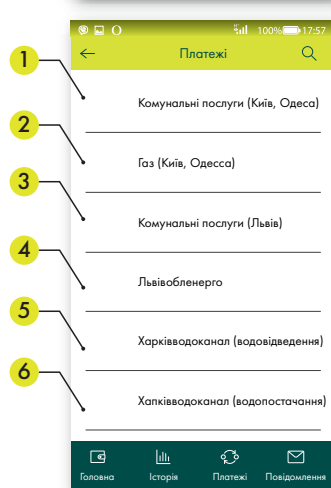 100% 17:57
Платежі
1
Комунальні послуги (Київ, Одеса)
2
Газ (Київ, Одесса)
3
Комунальні послуги (Львів)
4
Львівобленерго
5
Харківводоканал (водовідведення)
6
Хапківводоканал (водопостачання)
Головна Історія Платежі Повідомлення